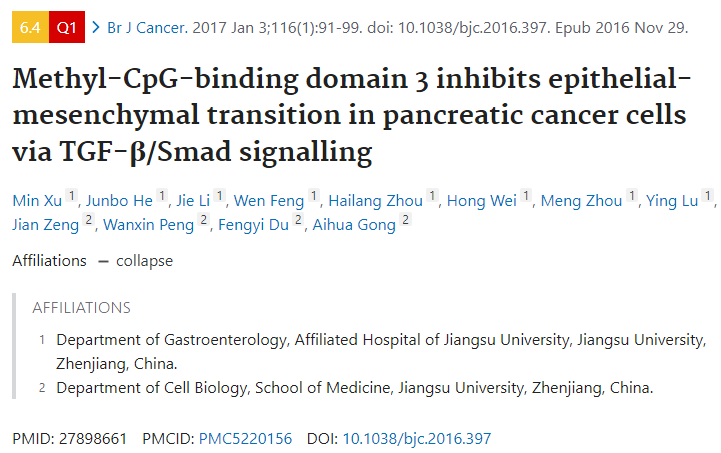 6.4 Q1 > Br J Cancer. 2017 Jan 3;116(1):91-99. doi: 10.1038/bjc.2016.397. Epub 2016 Nov 29.
Methyl-CpG-binding domain 3 inhibits epithelial-
mesenchymal transition in pancreatic cancer cells
via TGF-β/Smad signalling
Min Xu 1, Junbo He 1, Jie Li 1, Wen Feng 1, Hailang Zhou 1, Hong Wei 1, Meng Zhou 1, Ying Lu 1,
Jian Zeng 2, Wanxin Peng 2, Fengyi Du 2, Aihua Gong 2
Affiliations – collapse
AFFILIATIONS
1 Department of Gastroenterology, Affiliated Hospital of Jiangsu University, Jiangsu University,
Zhenjiang, China.
2 Department of Cell Biology, School of Medicine, Jiangsu University, Zhenjiang, China.
PMID: 27898661 PMCID: PMC5220156 DOI: 10.1038/bjc.2016.397